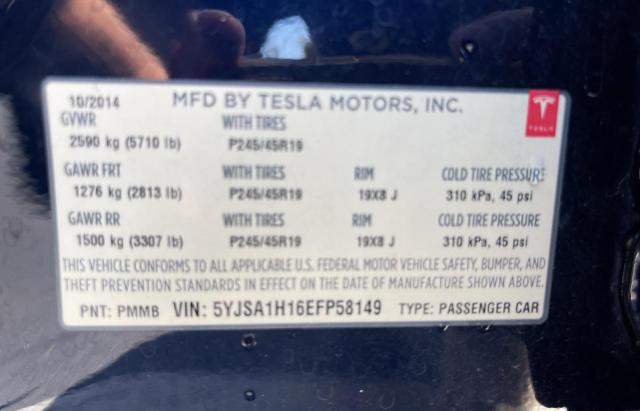 10/2014 MFD BY TESLA MOTORS, INC.
TESLA
GVWR WITH TIRES
2590 kg (5710 lb) P245/45R19
GAWR FRT WITH TIRES RIM COLD TIRE PRESSURE
1276 kg (2813 lb) P245/45R19 19X8 J 310 kPa, 45 psi
GAWR RR WITH TIRES RIM COLD TIRE PRESSURE
1500 kg (3307 lb) P245/45R19 19X8 J 310 kPa, 45 psi
THIS VEHICLE CONFORMS TO ALL APPLICABLE U.S. FEDERAL MOTOR VEHICLE SAFETY, BUMPER, AND
THEFT PREVENTION STANDARDS IN EFFECT ON THE DATE OF MANUFACTURE SHOWN ABOVE.
PNT: PMMB VIN: 5YJSA1H16EFP58149 TYPE: PASSENGER CAR